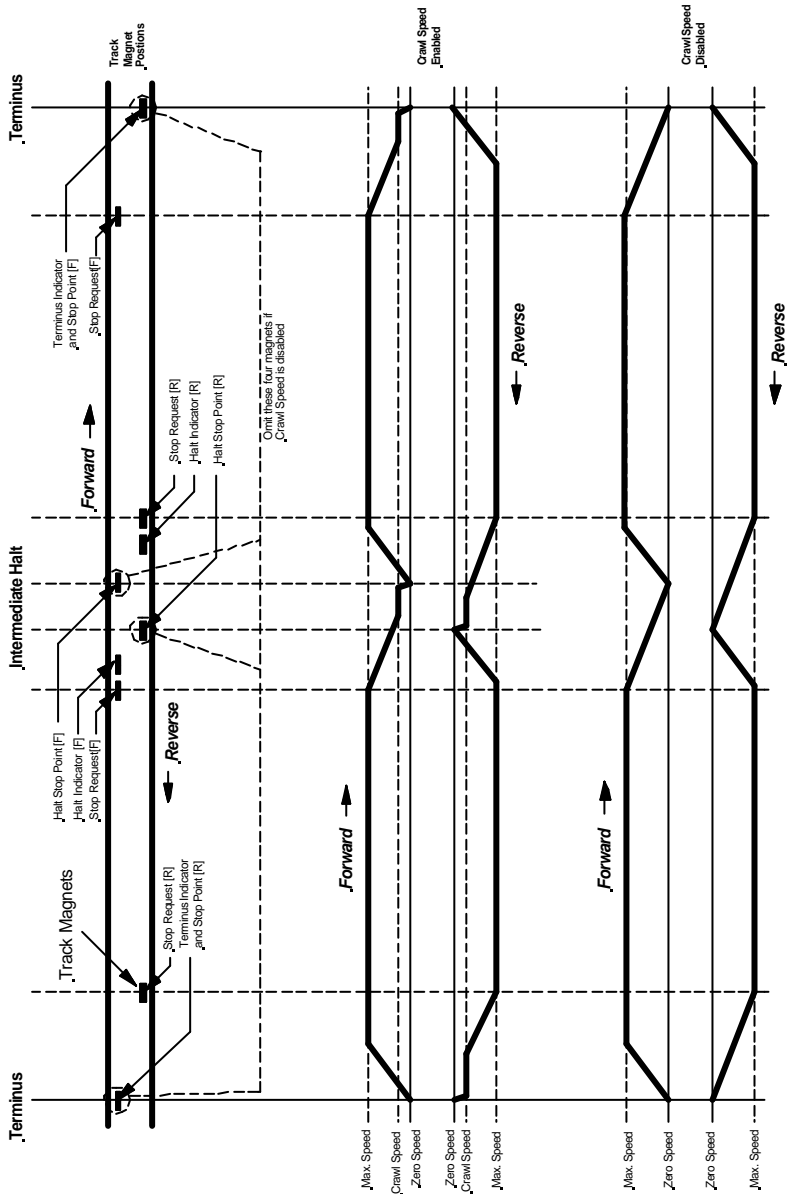 Terminus
Intermediate Halt
Terminus
Track Magnets
Stop Request [R]
Terminus Indicator
and Stop Point [R]
Halt Stop Point [F]
Halt Indicator [F]
Stop Request[F]
Reverse
Forward
Stop Request [R]
Halt Indicator [R]
Halt Stop Point [R]
Terminus Indicator
and Stop Point [F]
Stop Request[F]
Track
Magnet
Postions
Omit these four magnets if
Crawl Speed is disabled
Max. Speed
Crawl Speed
Zero Speed
Forward
Crawl Speed
Enabled
Zero Speed
Crawl Speed
Max. Speed
Reverse
Max. Speed
Zero Speed
Forward
Crawl Speed
Disabled
Zero Speed
Max. Speed
Reverse